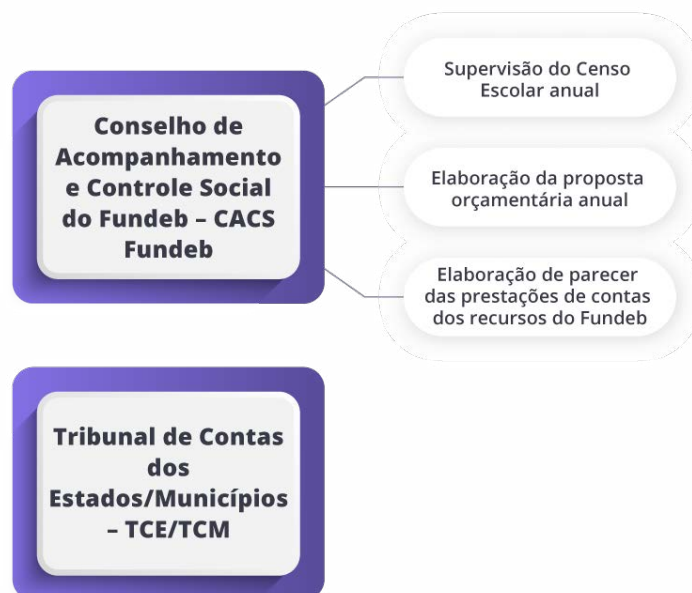 Conselho de
Acompanhamento
e Controle Social
do Fundeb – CACS
Fundeb
Supervisão do Censo
Escolar anual
Elaboração da proposta
orçamentária anual
Elaboração de parecer
das prestações de contas
dos recursos do Fundeb
Tribunal de Contas
dos
Estados/Municípios
– TCE/TCM